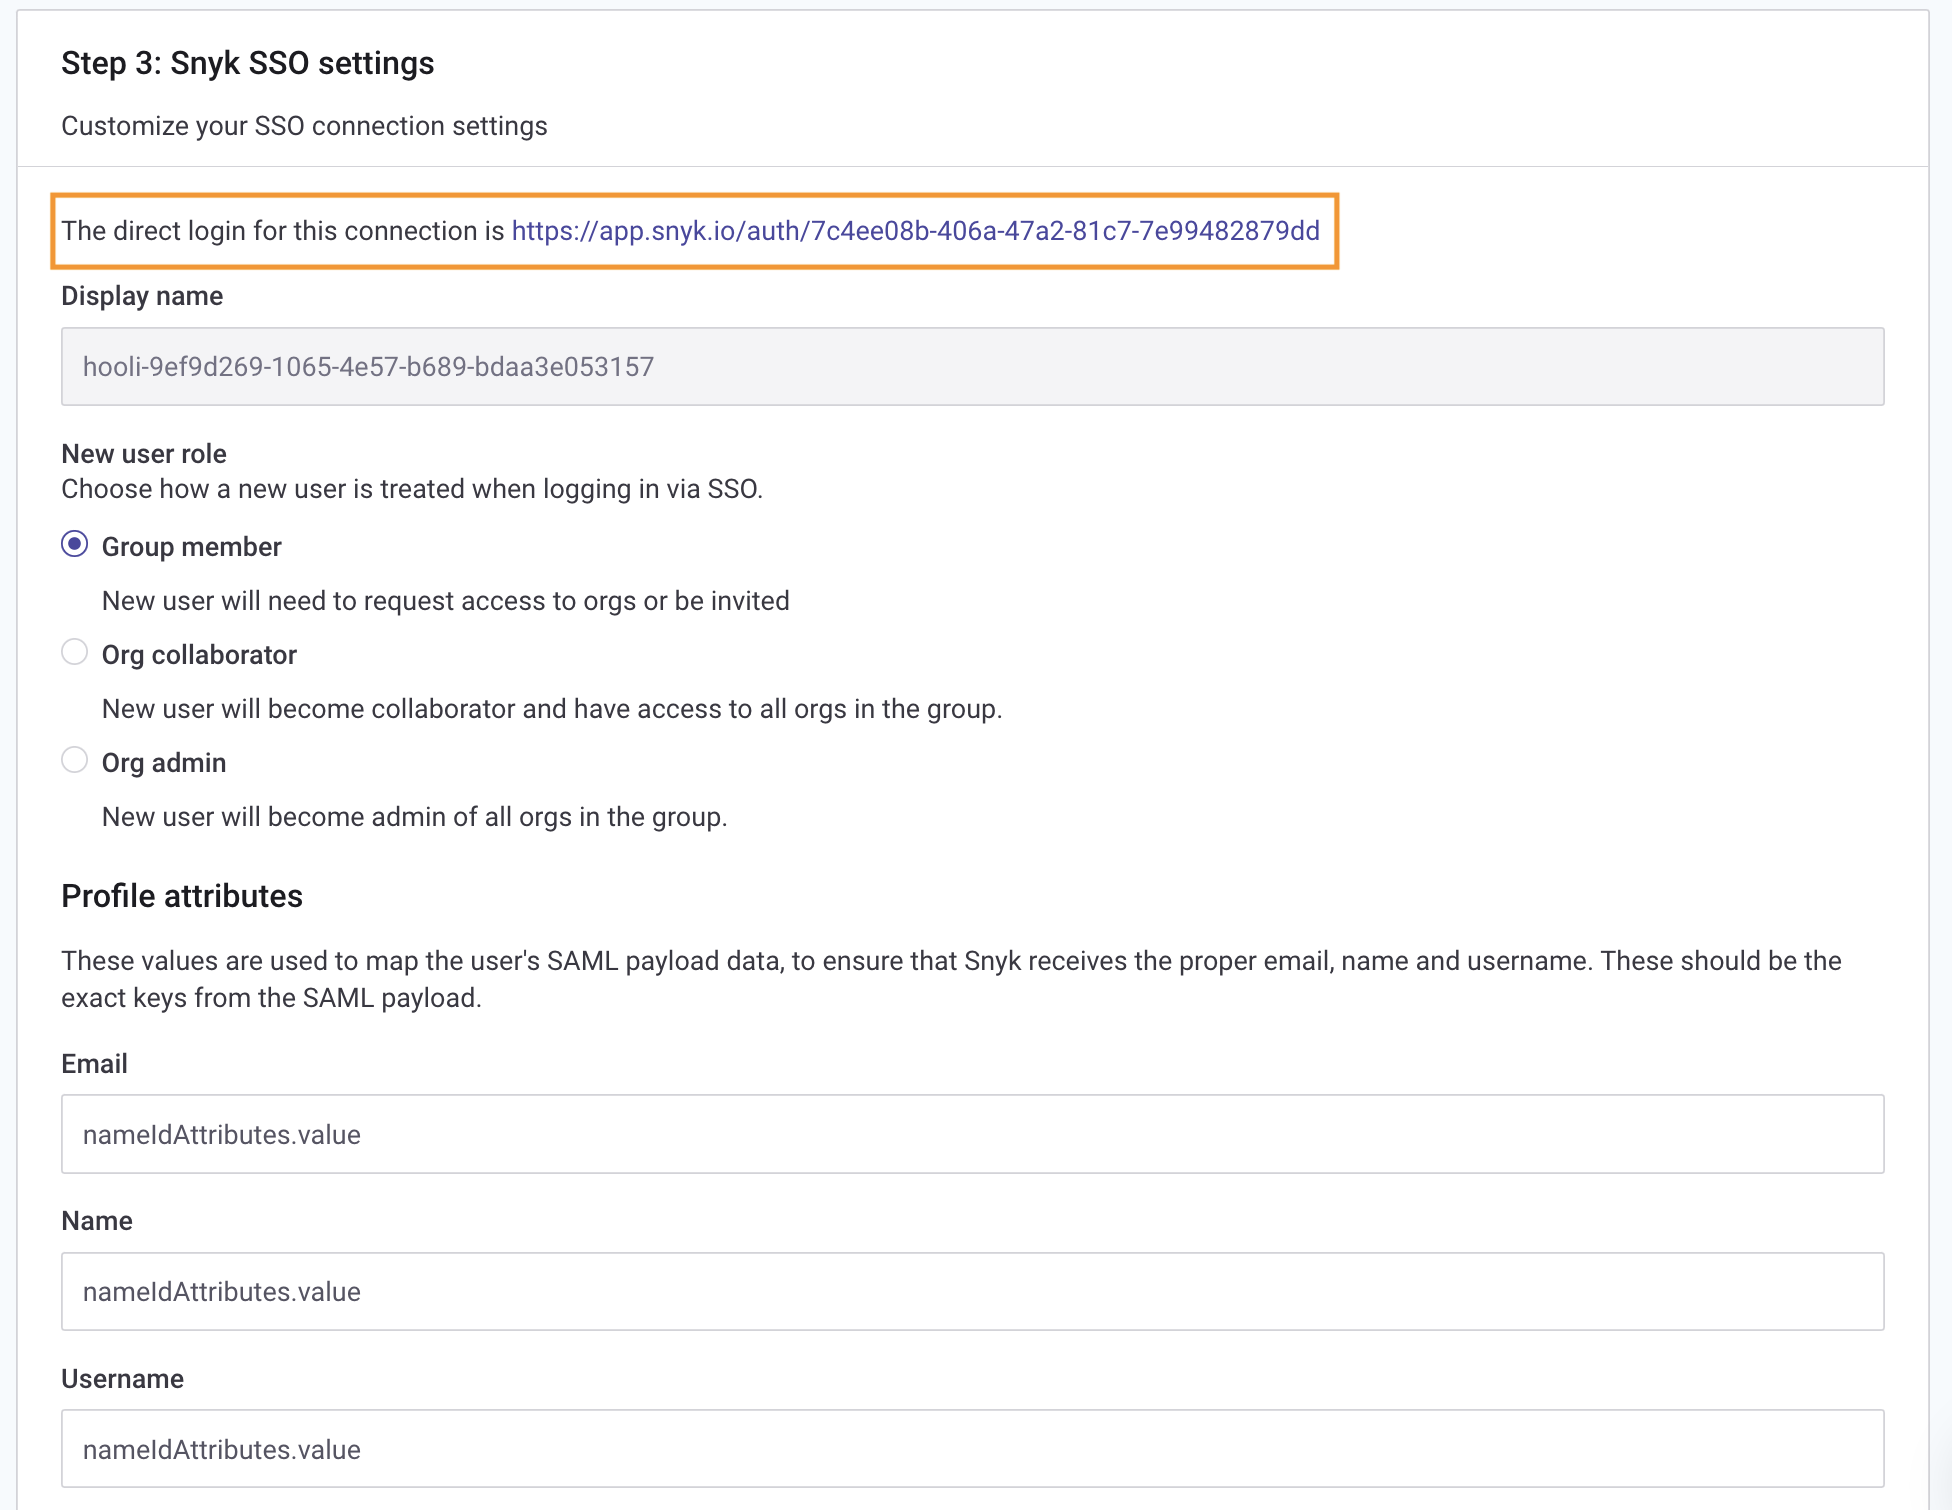 Step 3: Snyk SSO settings
Customize your SSO connection settings
The direct login for this connection is https://app.snyk.io/auth/7c4ee08b-406a-47a2-81c7-7e99482879dd
Display name
hooli-9ef9d269-1065-4e57-b689-bdaa3e053157
New user role
Choose how a new user is treated when logging in via SSO.
Group member
New user will need to request access to orgs or be invited
Org collaborator
New user will become collaborator and have access to all orgs in the group.
Org admin
New user will become admin of all orgs in the group.
Profile attributes
These values are used to map the user's SAML payload data, to ensure that Snyk receives the proper email, name and username. These should be the
exact keys from the SAML payload.
Email
nameIdAttributes.value
Name
nameIdAttributes.value
Username
nameIdAttributes.value